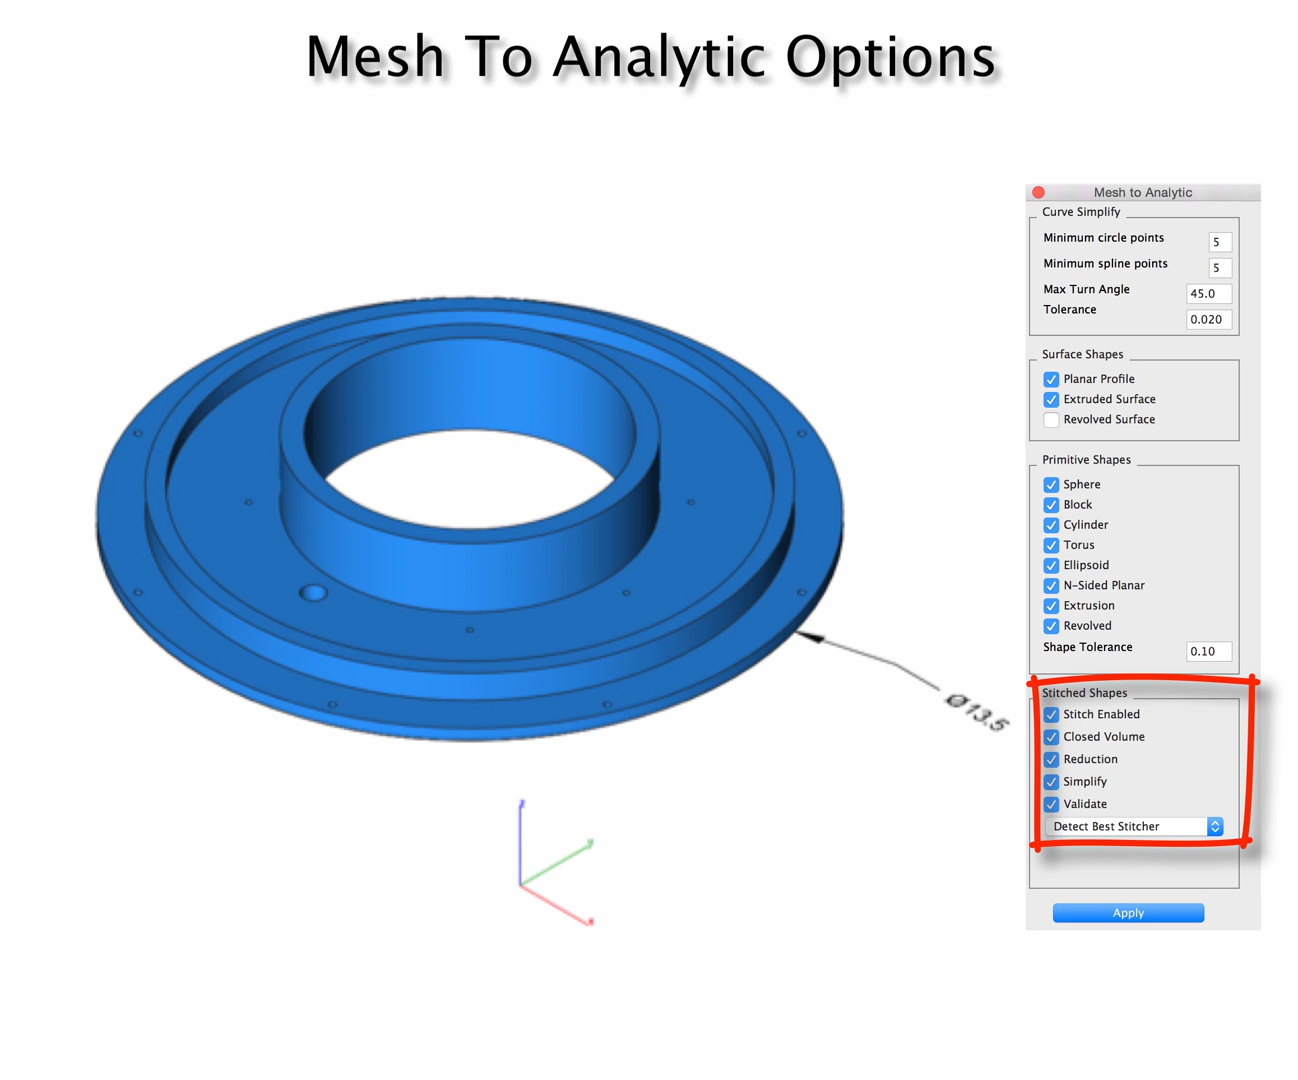 Mesh To Analytic Options
Mesh to Analytic
Curve Simplify
Minimum circle points 5
Minimum spline points 5
Max Turn Angle 45.0
Tolerance 0.020
Surface Shapes
Planar Profile
Extruded Surface
Revolved Surface
Primitive Shapes
Sphere
Block
Cylinder
Torus
Ellipsoid
N-Sided Planar
Extrusion
Revolved
Shape Tolerance 0.10
Stitched Shapes
Stitch Enabled
Closed Volume
Reduction
Simplify
Validate
Detect Best Stitcher
Apply
Ø13.5